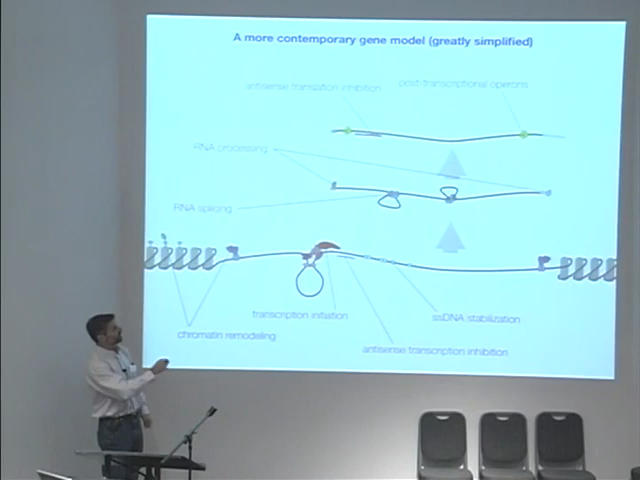 A more contemporary gene model (greatly simplified)
antisense translation inhibition
post-transcriptional operons
RNA processing
RNA splicing
transcription initiation
ssDNA stabilization
chromatin remodeling
antisense transcription inhibition